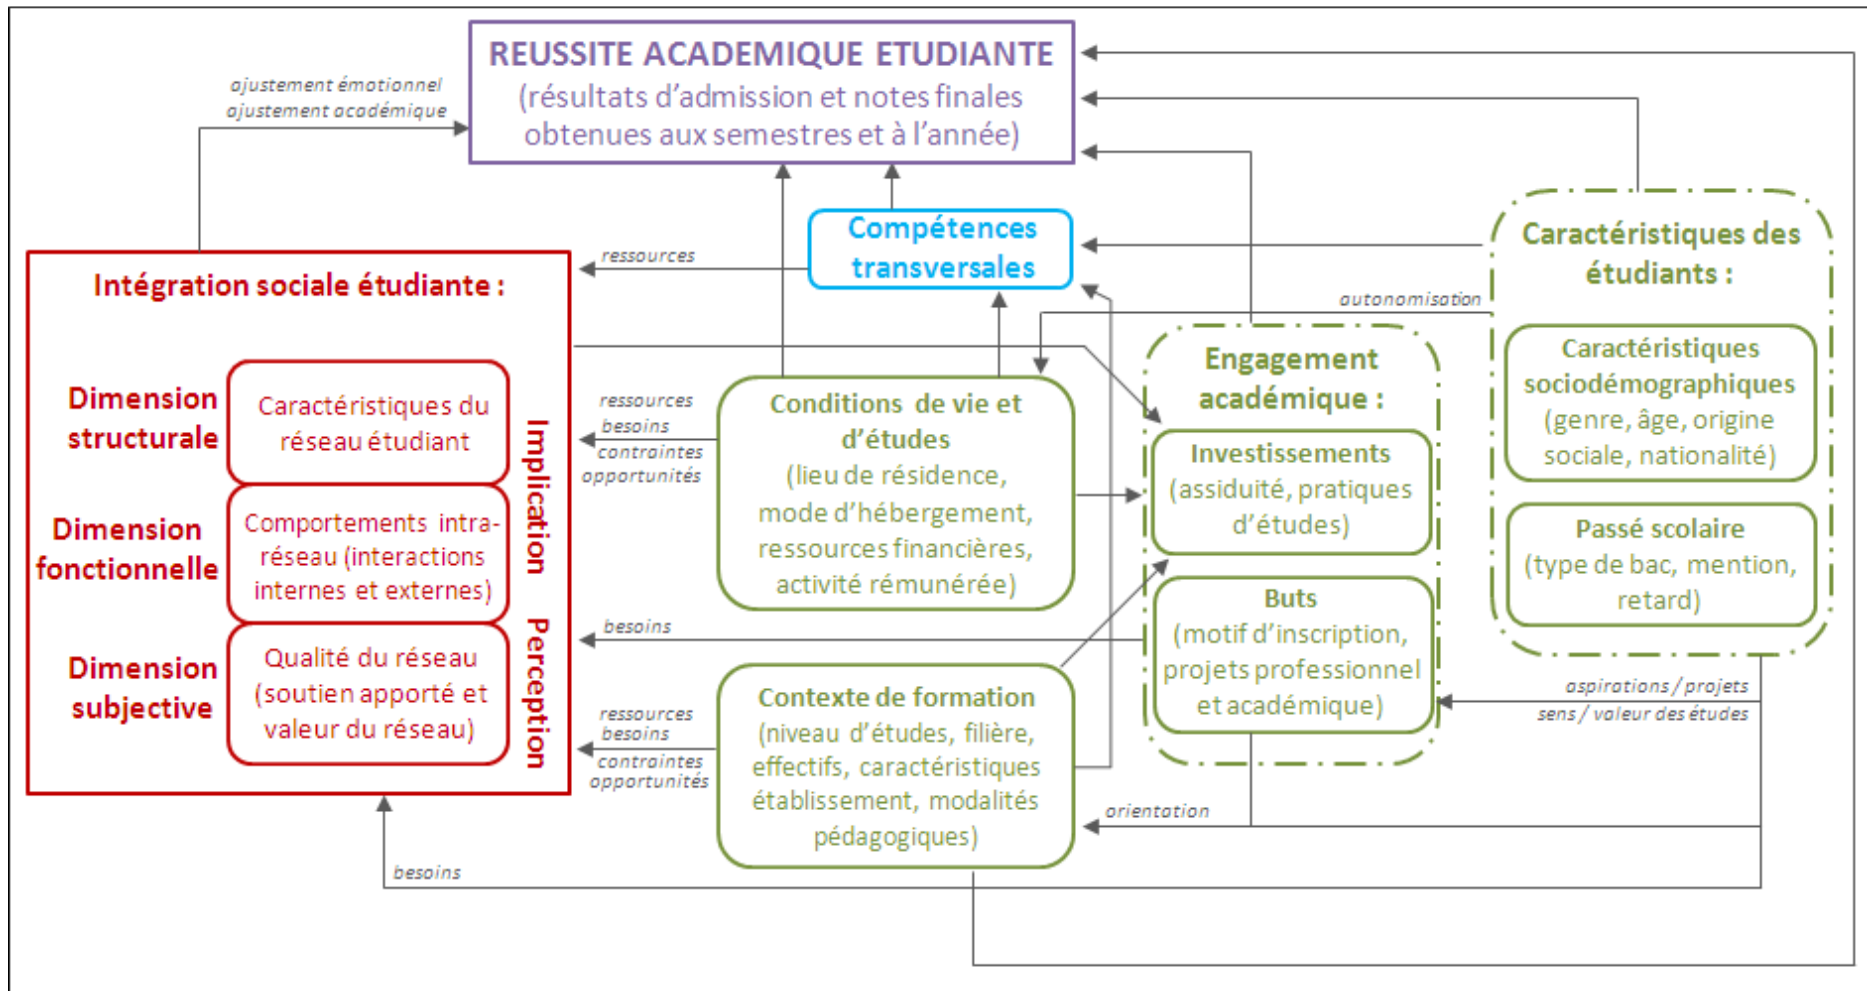 REUSSITE ACADEMIQUE ETUDIANTE
(résultats d'admission et notes finales
obtenues aux semestres et à l'année)
ajustement émotionnel
ajustement académique
Compétences
transversales
ressources
Intégration sociale étudiante :
Dimension
structurale
Caractéristiques du
réseau étudiant
Dimension
fonctionnelle
Comportements intra-
réseau (interactions
internes et externes)
Dimension
subjective
Qualité du réseau
(soutien apporté et
valeur du réseau)
Implication
Perception
ressources
besoins
contraintes
opportunités
besoins
ressources
besoins
contraintes
opportunités
besoins
Conditions de vie et
d'études
(lieu de résidence,
mode d'hébergement,
ressources financières,
activité rémunérée)
Contexte de formation
(niveau d'études, filière,
effectifs, caractéristiques
établissement, modalités
pédagogiques)
Engagement
académique :
Investissements
(assiduité, pratiques
d'études)
Buts
(motif d'inscription,
projets professionnel
et académique)
orientation
autonomisation
Caractéristiques des
étudiants :
Caractéristiques
sociodémographiques
(genre, âge, origine
sociale, nationalité)
Passé scolaire
(type de bac, mention,
retard)
aspirations / projets
sens / valeur des études